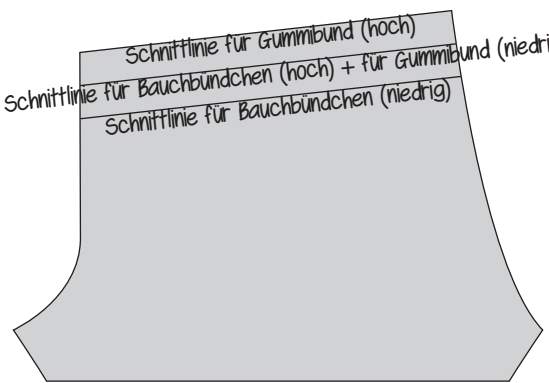 Schnittlinie für Gummibund (hoch)
Schnittlinie für Bauchbündchen (hoch) + für Gummibund (niedri
Schnittlinie für Bauchbündchen (niedrig)